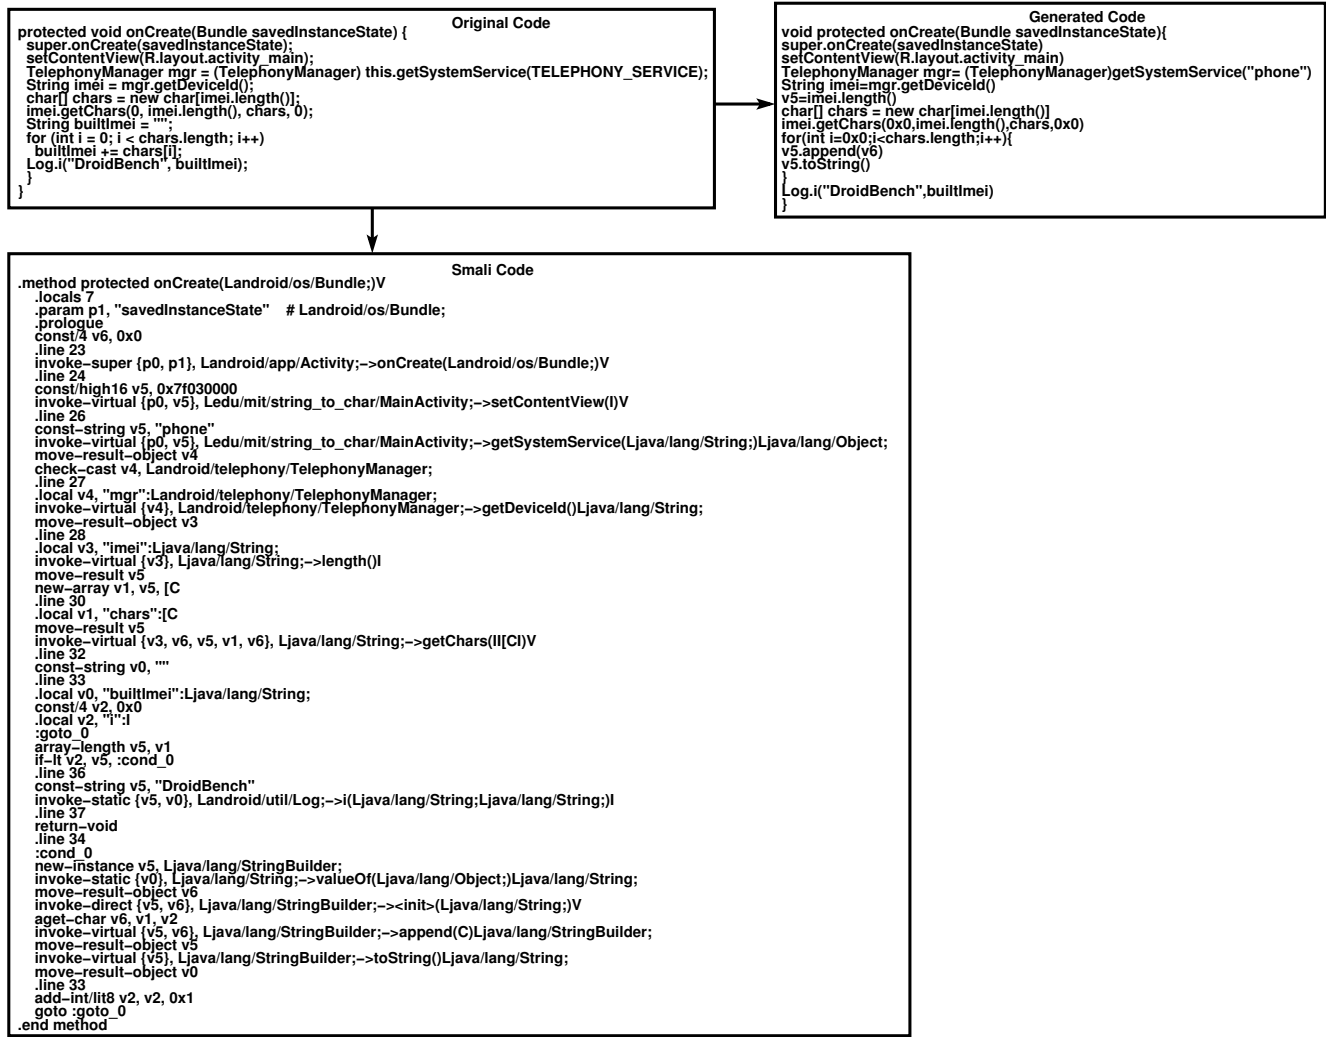 Original Code
protected void onCreate(Bundle savedInstanceState) {
super.onCreate(savedInstanceState);
setContentView(R.layout.activity_main);
TelephonyManager mgr = (TelephonyManager) this.getSystemService(TELEPHONY_SERVICE);
String imei = mgr.getDeviceId();
char[] chars = new char[imei.length()];
imei.getChars(0, imei.length(), chars, 0);
String builtImei = "";
for (int i = 0; i < chars.length; i++)
builtImei += chars[i];
Log.i("DroidBench", builtImei);
}
}
Generated Code
void protected onCreate(Bundle savedInstanceState){
super.onCreate(savedInstanceState)
setContentView(R.layout.activity_main)
TelephonyManager mgr= (TelephonyManager)getSystemService("phone")
String imei=mgr.getDeviceId()
v5=imei.length()
char[] chars = new char[imei.length()]
imei.getChars(0x0,imei.length(),chars,0x0)
for(int i=0x0;i<chars.length;i++){
v5.append(v6)
v5.toString()
}
Log.i("DroidBench",builtImei)
}
Smali Code
.method protected onCreate(Landroid/os/Bundle;)V
.locals 7
.param p1, "savedInstanceState" # Landroid/os/Bundle;
.prologue
const/4 v6, 0x0
.line 23
invoke−super {p0, p1}, Landroid/app/Activity;−>onCreate(Landroid/os/Bundle;)V
.line 24
const/high16 v5, 0x7f030000
invoke−virtual {p0, v5}, Ledu/mit/string_to_char/MainActivity;−>setContentView(I)V
.line 26
const−string v5, "phone"
invoke−virtual {p0, v5}, Ledu/mit/string_to_char/MainActivity;−>getSystemService(Ljava/lang/String;)Ljava/lang/Object;
move−result−object v4
check−cast v4, Landroid/telephony/TelephonyManager;
.line 27
.local v4, "mgr":Landroid/telephony/TelephonyManager;
invoke−virtual {v4}, Landroid/telephony/TelephonyManager;−>getDeviceId()Ljava/lang/String;
move−result−object v3
.line 28
.local v3, "imei":Ljava/lang/String;
invoke−virtual {v3}, Ljava/lang/String;−>length()I
move−result v5
new−array v1, v5, [C
.line 30
.local v1, "chars":[C
move−result v5
invoke−virtual {v3, v6, v5, v1, v6}, Ljava/lang/String;−>getChars(II[CI)V
.line 32
const−string v0, ""
.line 33
.local v0, "builtImei":Ljava/lang/String;
const/4 v2, 0x0
.local v2, "i":I
:goto_0
array−length v5, v1
if−lt v2, v5, :cond_0
.line 36
const−string v5, "DroidBench"
invoke−static {v5, v0}, Landroid/util/Log;−>i(Ljava/lang/String;Ljava/lang/String;)I
.line 37
return−void
.line 34
:cond_0
new−instance v5, Ljava/lang/StringBuilder;
invoke−static {v0}, Ljava/lang/String;−>valueOf(Ljava/lang/Object;)Ljava/lang/String;
move−result−object v6
invoke−direct {v5, v6}, Ljava/lang/StringBuilder;−><init>(Ljava/lang/String;)V
aget−char v6, v1, v2
invoke−virtual {v5, v6}, Ljava/lang/StringBuilder;−>append(C)Ljava/lang/StringBuilder;
move−result−object v5
invoke−virtual {v5}, Ljava/lang/StringBuilder;−>toString()Ljava/lang/String;
move−result−object v0
.line 33
add−int/lit8 v2, v2, 0x1
goto :goto_0
.end method